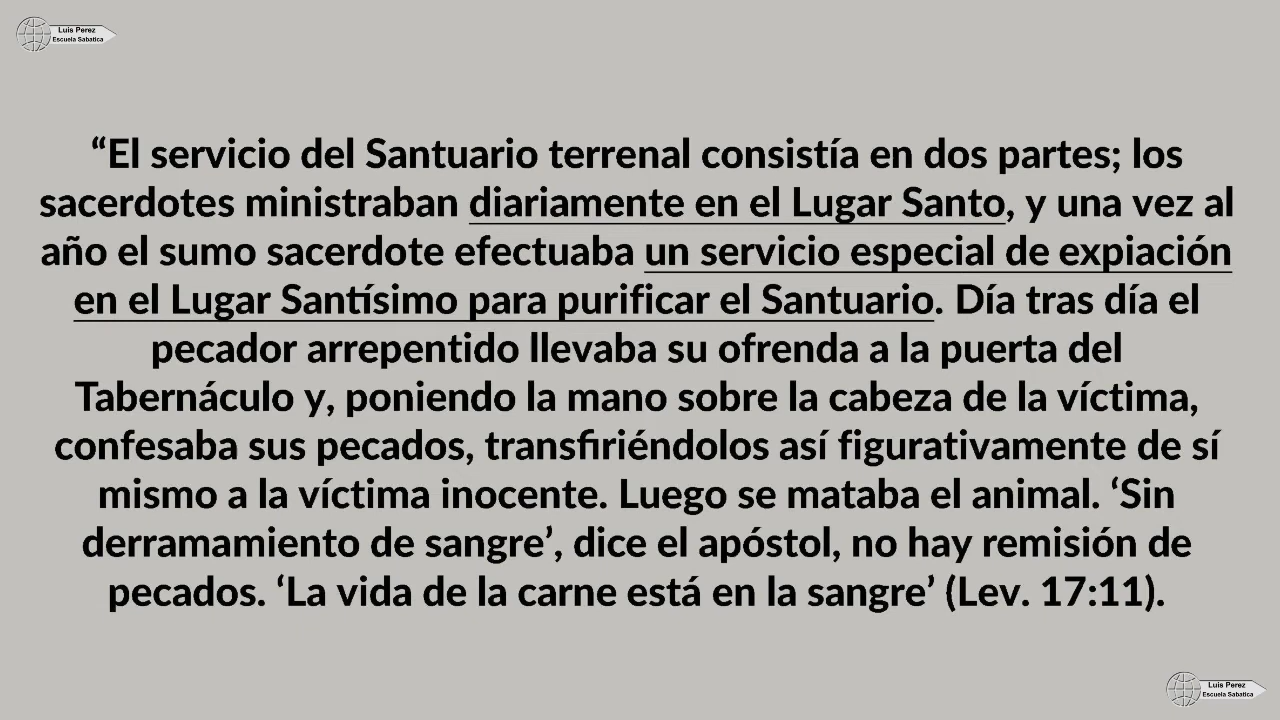 Luis Perez
Escuela Sabatica
“El servicio del Santuario terrenal consistía en dos partes; los
sacerdotes ministraban diariamente en el Lugar Santo, y una vez al
año el sumo sacerdote efectuaba un servicio especial de expiación
en el Lugar Santísimo para purificar el Santuario. Día tras día el
pecador arrepentido llevaba su ofrenda a la puerta del
Tabernáculo y, poniendo la mano sobre la cabeza de la víctima,
confesaba sus pecados, transfiriéndolos así figurativamente de sí
mismo a la víctima inocente. Luego se mataba el animal. ‘Sin
derramamiento de sangre’, dice el apóstol, no hay remisión de
pecados. ‘La vida de la carne está en la sangre’ (Lev. 17:11).
Luis Perez
Escuela Sabatica